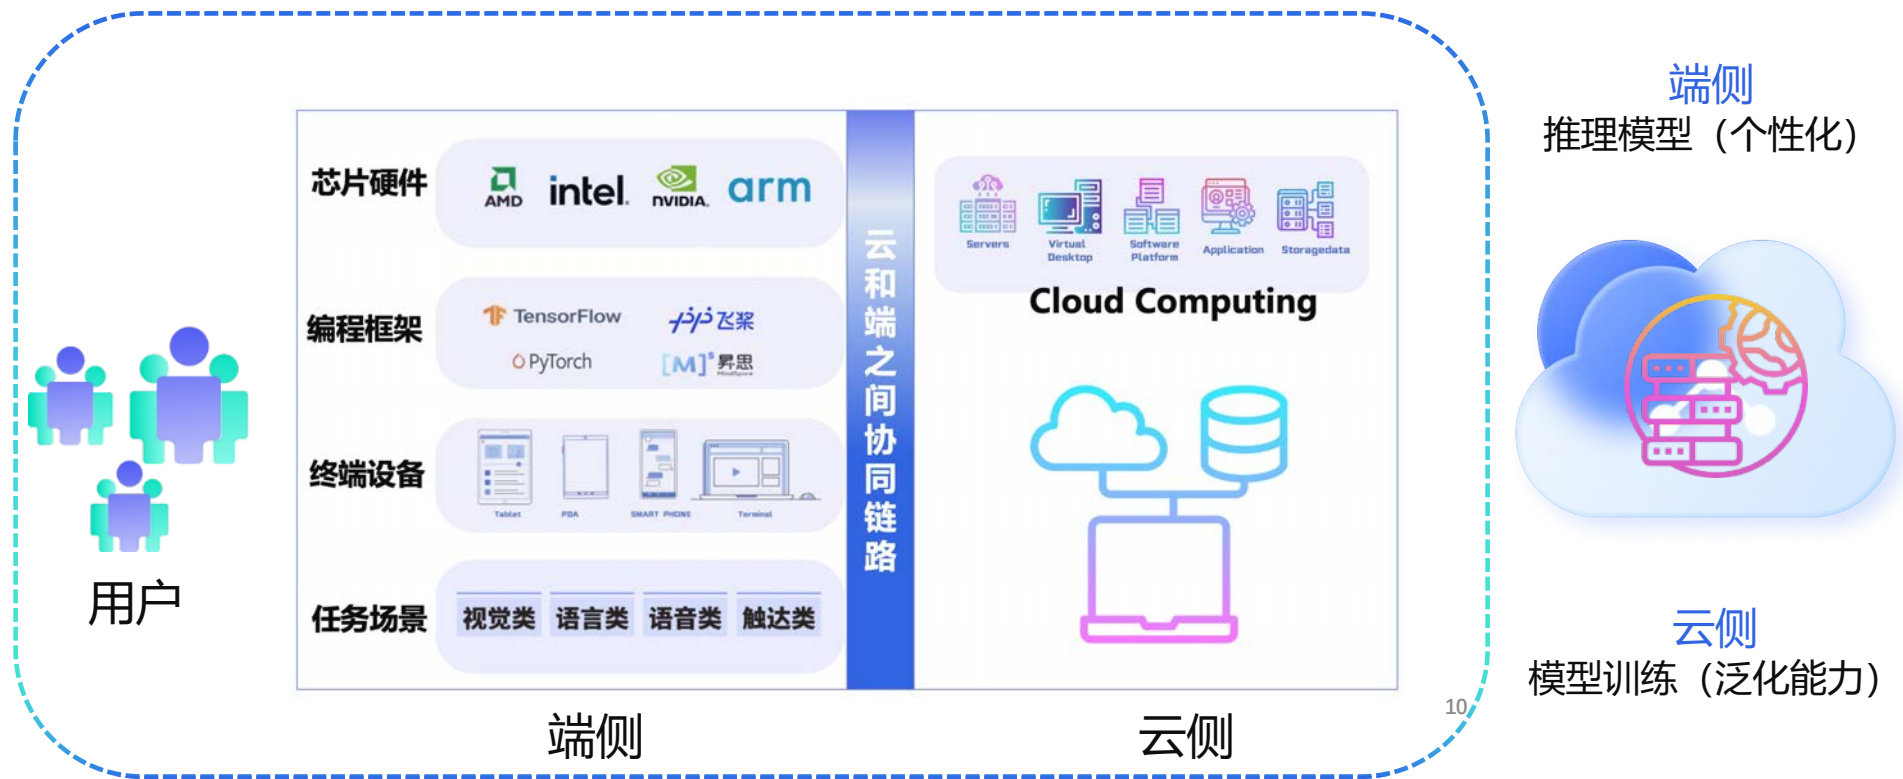 芯片硬件
AMD
intel.
NVIDIA.
arm
编程框架
TensorFlow
飞桨
PyTorch
[M]s
昇思
MindSpore
终端设备
Tablet
PDA
SMART PHONE
Terminal
任务场景
视觉类
语言类
语音类
触达类
用户
端侧
云和端之间协同链路
Servers
Virtual
Desktop
Software
Platform
Application
Storagedata
Cloud Computing
云侧
10
端侧
推理模型（个性化）
云侧
模型训练（泛化能力）